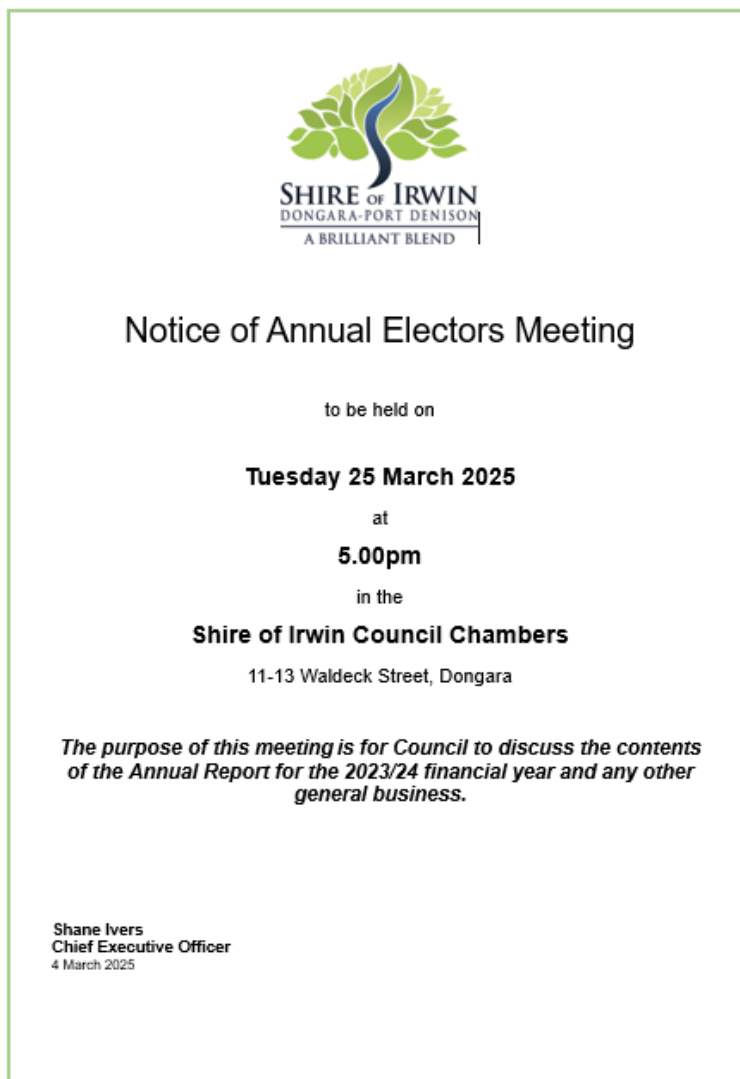 SHIRE OF IRWIN
DONGARA-PORT DENISON
A BRILLIANT BLEND
Notice of Annual Electors Meeting
to be held on
Tuesday 25 March 2025
at
5.00pm
in the
Shire of Irwin Council Chambers
11-13 Waldeck Street, Dongara
The purpose of this meeting is for Council to discuss the contents
of the Annual Report for the 2023/24 financial year and any other
general business.
Shane Ivers
Chief Executive Officer
4 March 2025